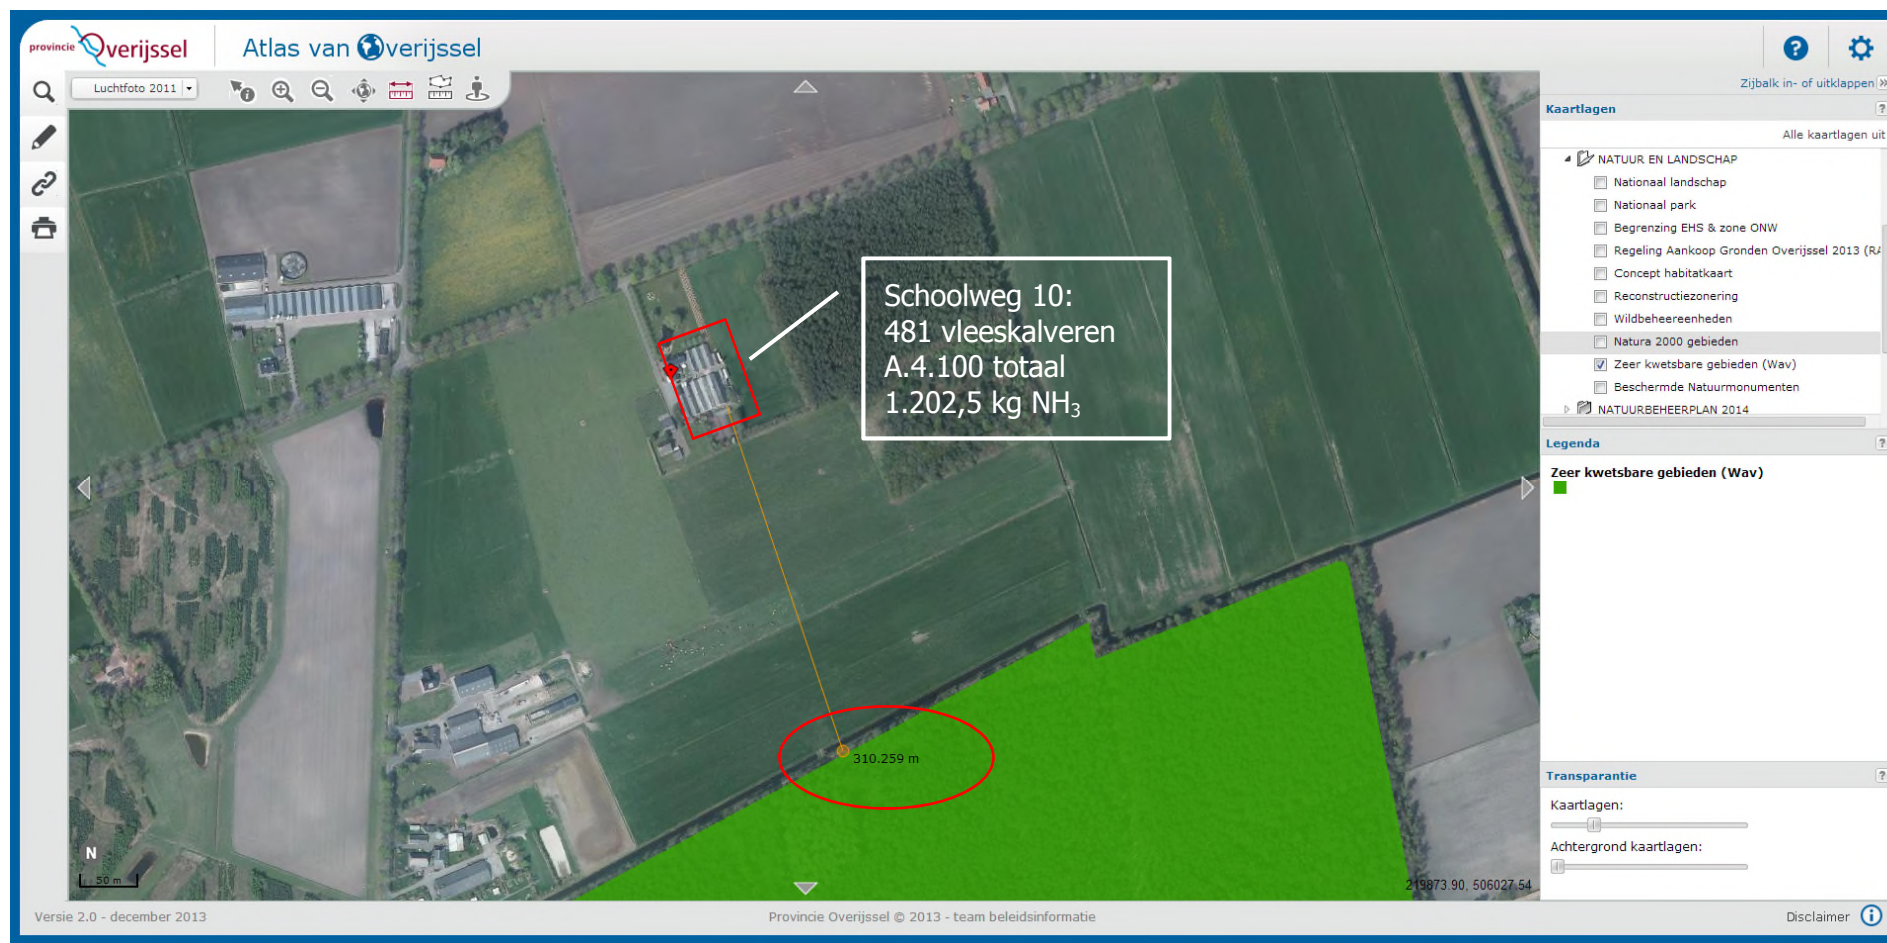 provincie Overijssel
Atlas van Overijssel
Zijbalk in- of uitklappen
Luchtfoto 2011
Kaartlagen
Alle kaartlagen uit
NATUUR EN LANDSCHAP
Nationaal landschap
Nationaal park
Begrenzing EHS & zone ONW
Regeling Aankoop Gronden Overijssel 2013 (RA
Concept habitatkaart
Reconstructiezonering
Wildbeheereenheden
Natura 2000 gebieden
Zeer kwetsbare gebieden (Wav)
Beschermde Natuurmonumenten
NATUURBEHEERPLAN 2014
Schoolweg 10:
481 vleeskalveren
A.4.100 totaal
1.202,5 kg NH₃
Legenda
Zeer kwetsbare gebieden (Wav)
310.259 m
Transparantie
Kaartlagen:
Achtergrond kaartlagen:
N
50 m
219873.90, 506027.54
Versie 2.0 - december 2013
Provincie Overijssel © 2013 - team beleidsinformatie
Disclaimer